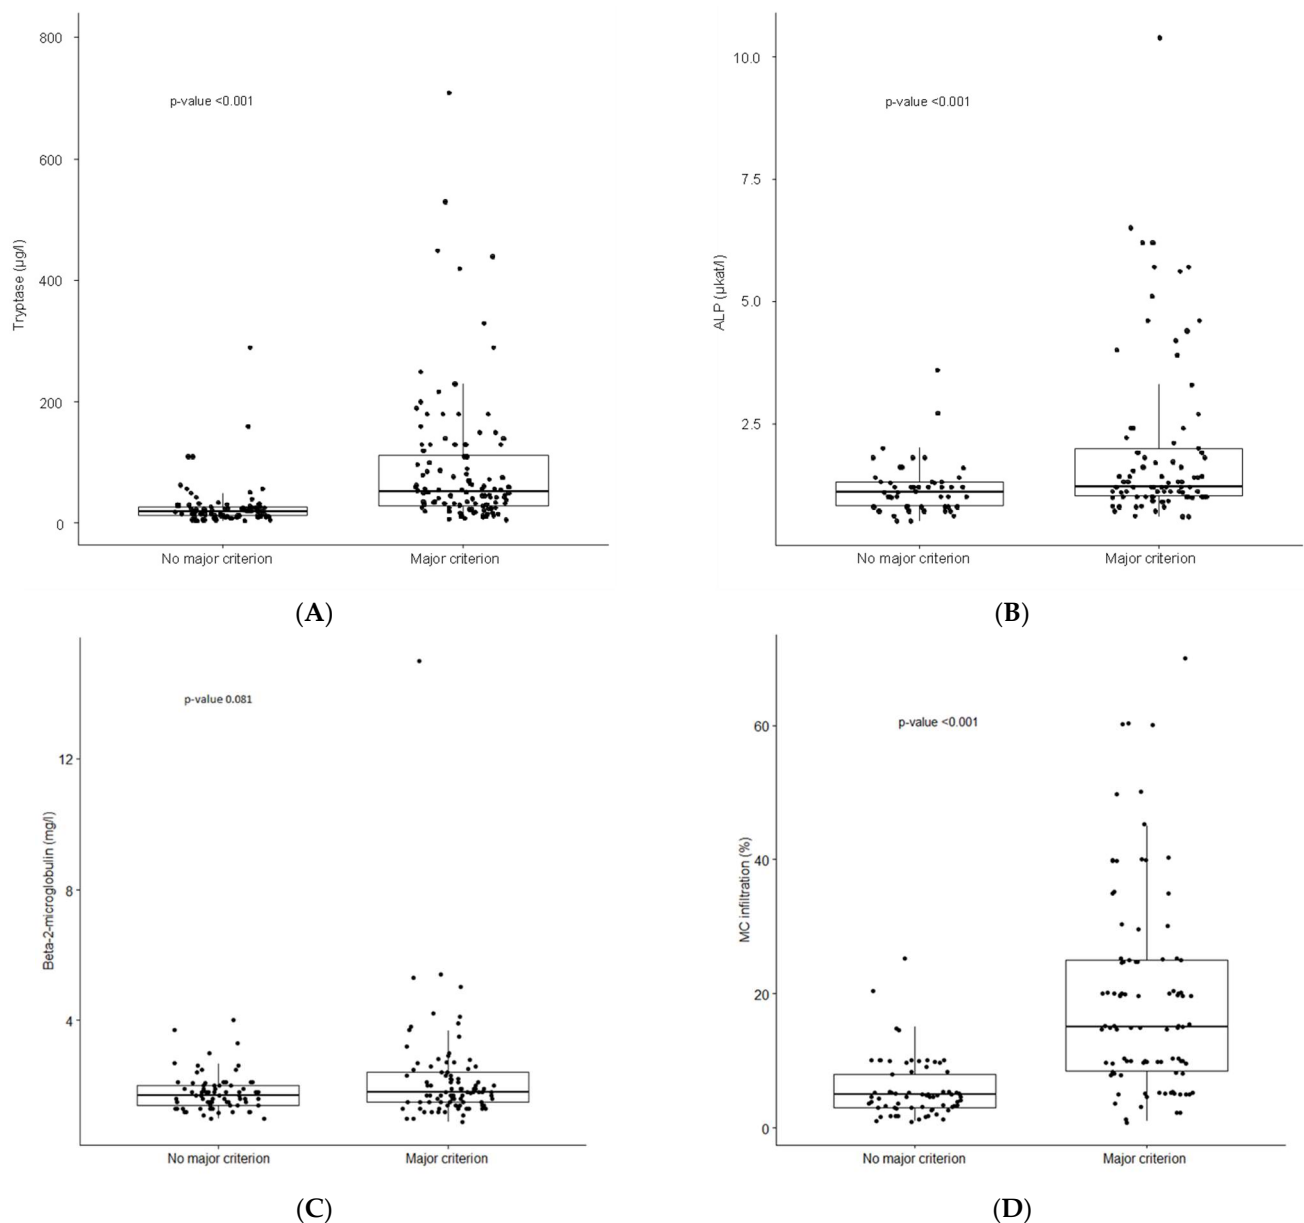 800
600
400
200
0
Tryptase (µg/l)
p-value <0.001
No major criterion
Major criterion
(A)
10.0
7.5
5.0
2.5
ALP (µkat/l)
p-value <0.001
No major criterion
Major criterion
(B)
12
8
4
Beta-2-microglobulin (mg/l)
p-value 0.081
No major criterion
Major criterion
(C)
60
40
20
0
MC infiltration (%)
p-value <0.001
No major criterion
Major criterion
(D)